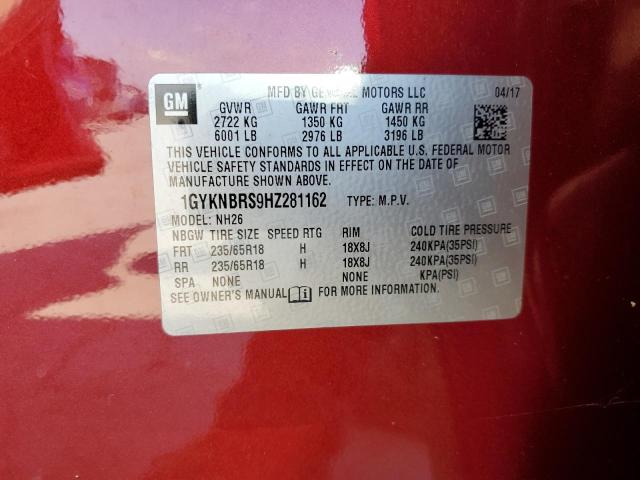 GM
MFD BY GENERAL MOTORS LLC 04/17
GVWR GAWR FRT GAWR RR
2722 KG 1350 KG 1450 KG
6001 LB 2976 LB 3196 LB
THIS VEHICLE CONFORMS TO ALL APPLICABLE U.S. FEDERAL MOTOR
VEHICLE SAFETY STANDARDS IN EFFECT ON THE DATE OF
MANUFACTURE SHOWN ABOVE.
1GYKNBRS9HZ281162 TYPE: M.P.V.
MODEL: NH26
NBGW TIRE SIZE SPEED RTG RIM COLD TIRE PRESSURE
FRT 235/65R18 H 18X8J 240KPA(35PSI)
RR 235/65R18 H 18X8J 240KPA(35PSI)
SPA NONE NONE KPA(PSI)
SEE OWNER'S MANUAL FOR MORE INFORMATION.